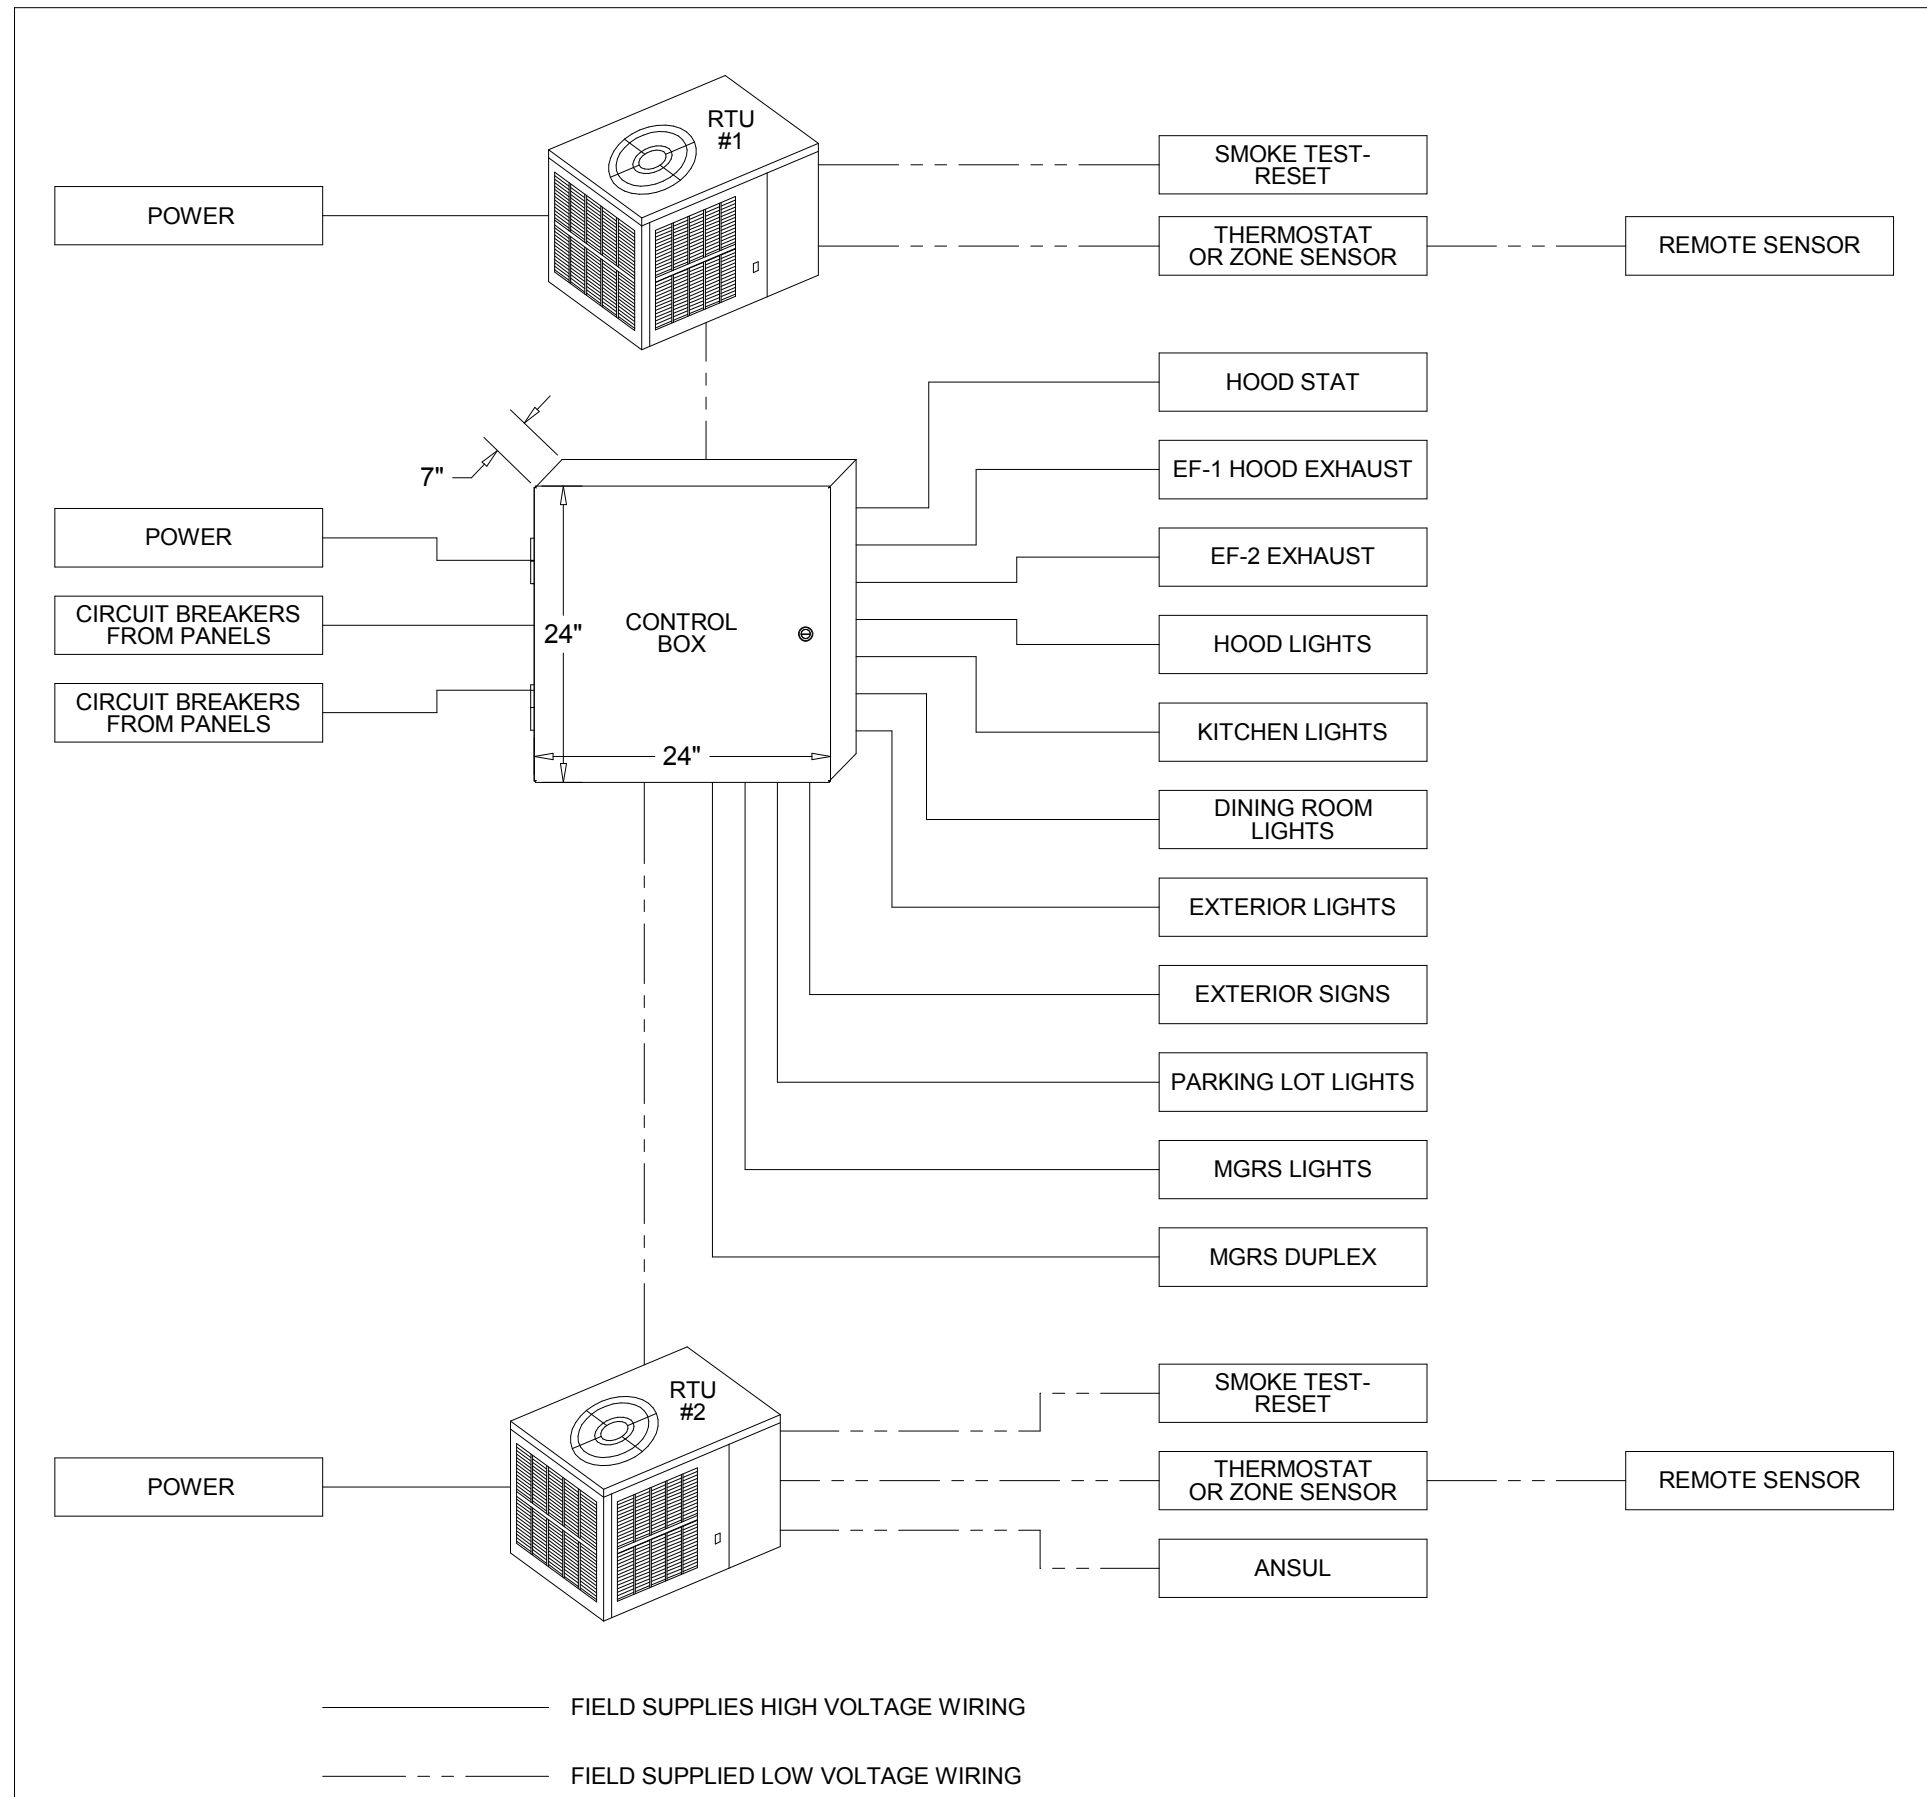 RTU
#1
POWER
SMOKE TEST-
RESET
THERMOSTAT
OR ZONE SENSOR
REMOTE SENSOR
HOOD STAT
7"
EF-1 HOOD EXHAUST
POWER
EF-2 EXHAUST
CIRCUIT BREAKERS
FROM PANELS
24"
CONTROL
BOX
HOOD LIGHTS
CIRCUIT BREAKERS
FROM PANELS
24"
KITCHEN LIGHTS
DINING ROOM
LIGHTS
EXTERIOR LIGHTS
EXTERIOR SIGNS
PARKING LOT LIGHTS
MGRS LIGHTS
MGRS DUPLEX
RTU
#2
POWER
SMOKE TEST-
RESET
THERMOSTAT
OR ZONE SENSOR
REMOTE SENSOR
ANSUL
FIELD SUPPLIES HIGH VOLTAGE WIRING
FIELD SUPPLIED LOW VOLTAGE WIRING